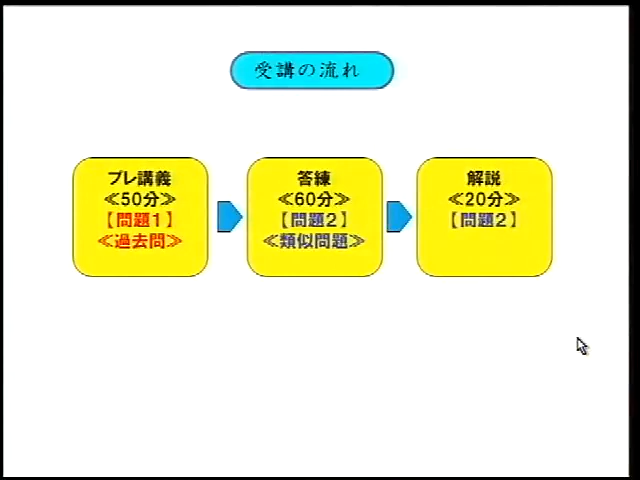 受講の流れ
プレ講義
≪50分≫
【問題1】
≪過去問≫
答練
≪60分≫
【問題2】
≪類似問題≫
解説
≪20分≫
【問題2】